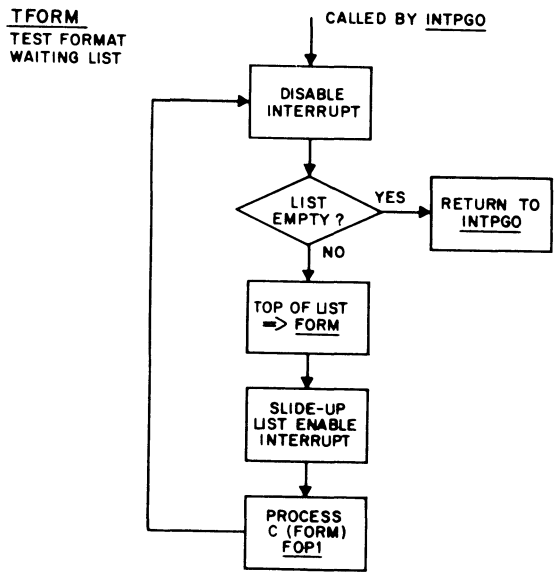 TFORM
TEST FORMAT
WAITING LIST
CALLED BY INTPGO
DISABLE
INTERRUPT
LIST
EMPTY?
YES
RETURN TO
INTPGO
NO
TOP OF LIST
=> FORM
SLIDE-UP
LIST ENABLE
INTERRUPT
PROCESS
C (FORM)
FOP1